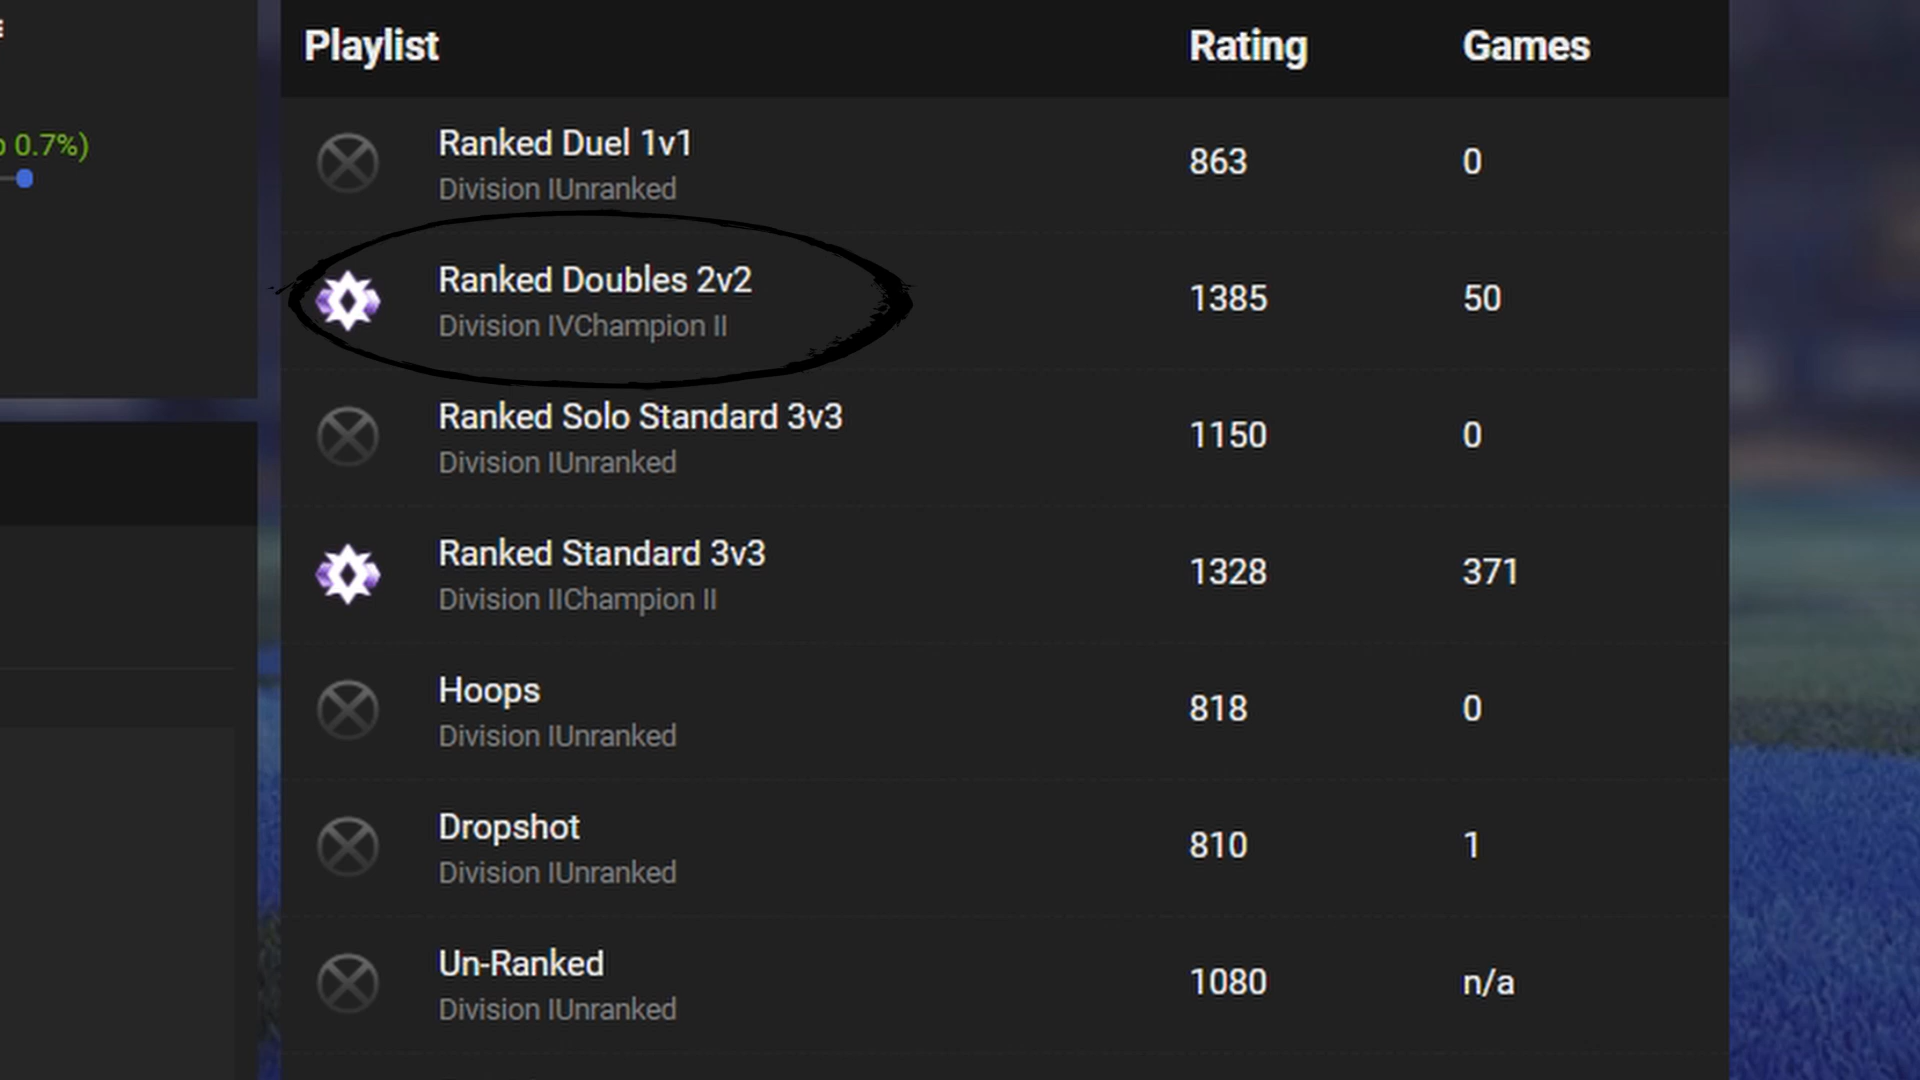 0.7%)
Playlist Rating Games
Ranked Duel 1v1
Division IUnranked
863 0
Ranked Doubles 2v2
Division IVChampion II
1385 50
Ranked Solo Standard 3v3
Division IUnranked
1150 0
Ranked Standard 3v3
Division IIChampion II
1328 371
Hoops
Division IUnranked
818 0
Dropshot
Division IUnranked
810 1
Un-Ranked
Division IUnranked
1080 n/a